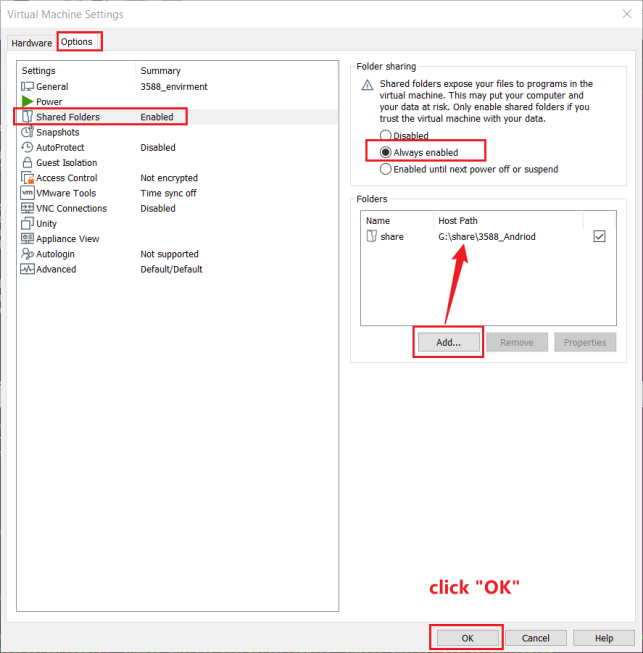 Virtual Machine Settings
Hardware Options
Settings Summary
General 3588_envirment
Power
Shared Folders Enabled
Snapshots
AutoProtect Disabled
Guest Isolation
Access Control Not encrypted
vm VMware Tools Time sync off
VNC Connections Disabled
Unity
Appliance View
Autologin Not supported
Advanced Default/Default
Folder sharing
Shared folders expose your files to programs in the
virtual machine. This may put your computer and
your data at risk. Only enable shared folders if you
trust the virtual machine with your data.
Disabled
Always enabled
Enabled until next power off or suspend
Folders
Name Host Path
share G:\share\3588_Andriod
Add... Remove Properties
click "OK"
OK Cancel Help